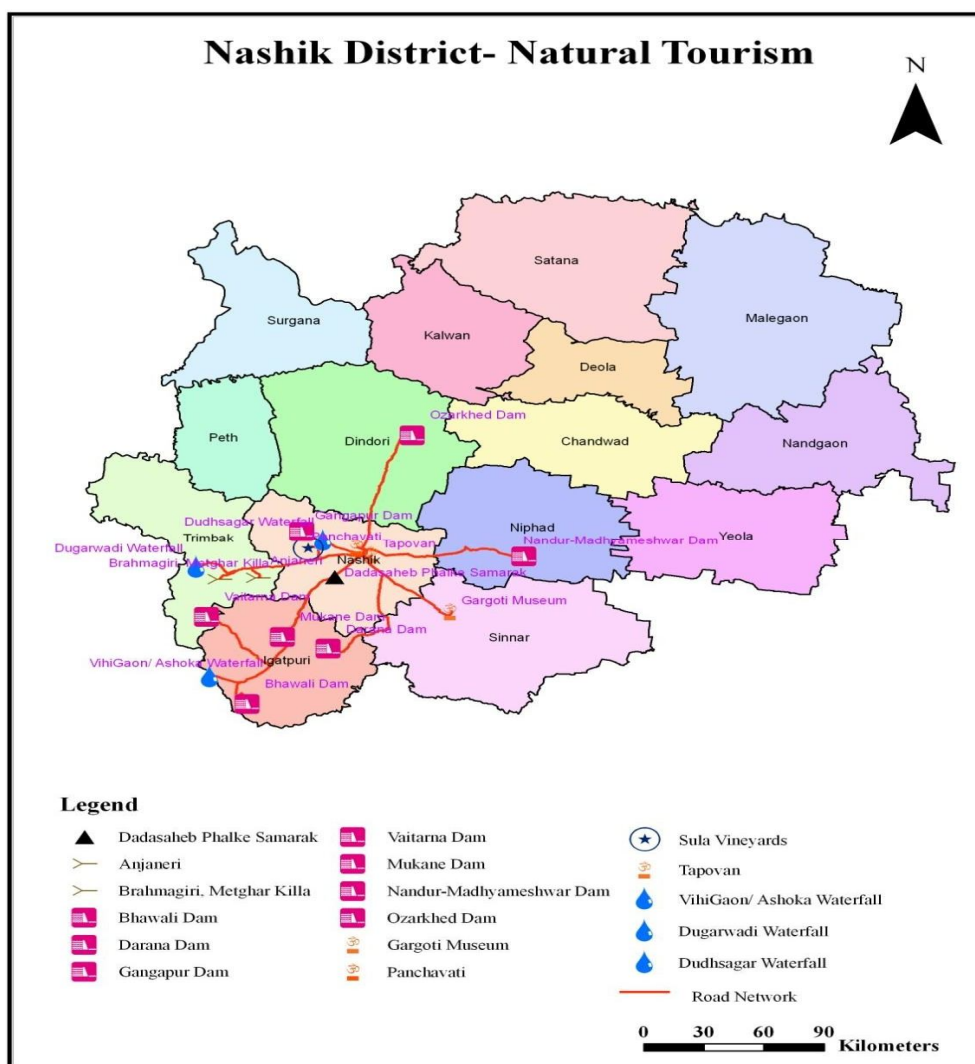 Nashik District- Natural Tourism
N
Satana
Malegaon
Surgana
Kalwan
Deola
Ozarkhed Dam
Peth
Dindori
Chandwad
Nandgaon
Dudhsagar Waterfall
Gangapur Dam
Niphad
Trimbak
Panchavati
Tapovan
Yeola
Nandur-Madhyameshwar Dam
Dugarwadi Waterfall
Nashik
Brahmagiri, Metghar Killa
Anjaneri
Dadasaheb Phalke Samarak
Vaitarna Dam
Gargoti Museum
Mukane Dam
Darana Dam
Sinnar
VihiGaon/ Ashoka Waterfall
Igatpuri
Bhawali Dam
Legend
Dadasaheb Phalke Samarak
Anjaneri
Brahmagiri, Metghar Killa
Bhawali Dam
Darana Dam
Gangapur Dam
Vaitarna Dam
Mukane Dam
Nandur-Madhyameshwar Dam
Ozarkhed Dam
Gargoti Museum
Panchavati
Sula Vineyards
Tapovan
VihiGaon/ Ashoka Waterfall
Dugarwadi Waterfall
Dudhsagar Waterfall
Road Network
0 30 60 90
Kilometers